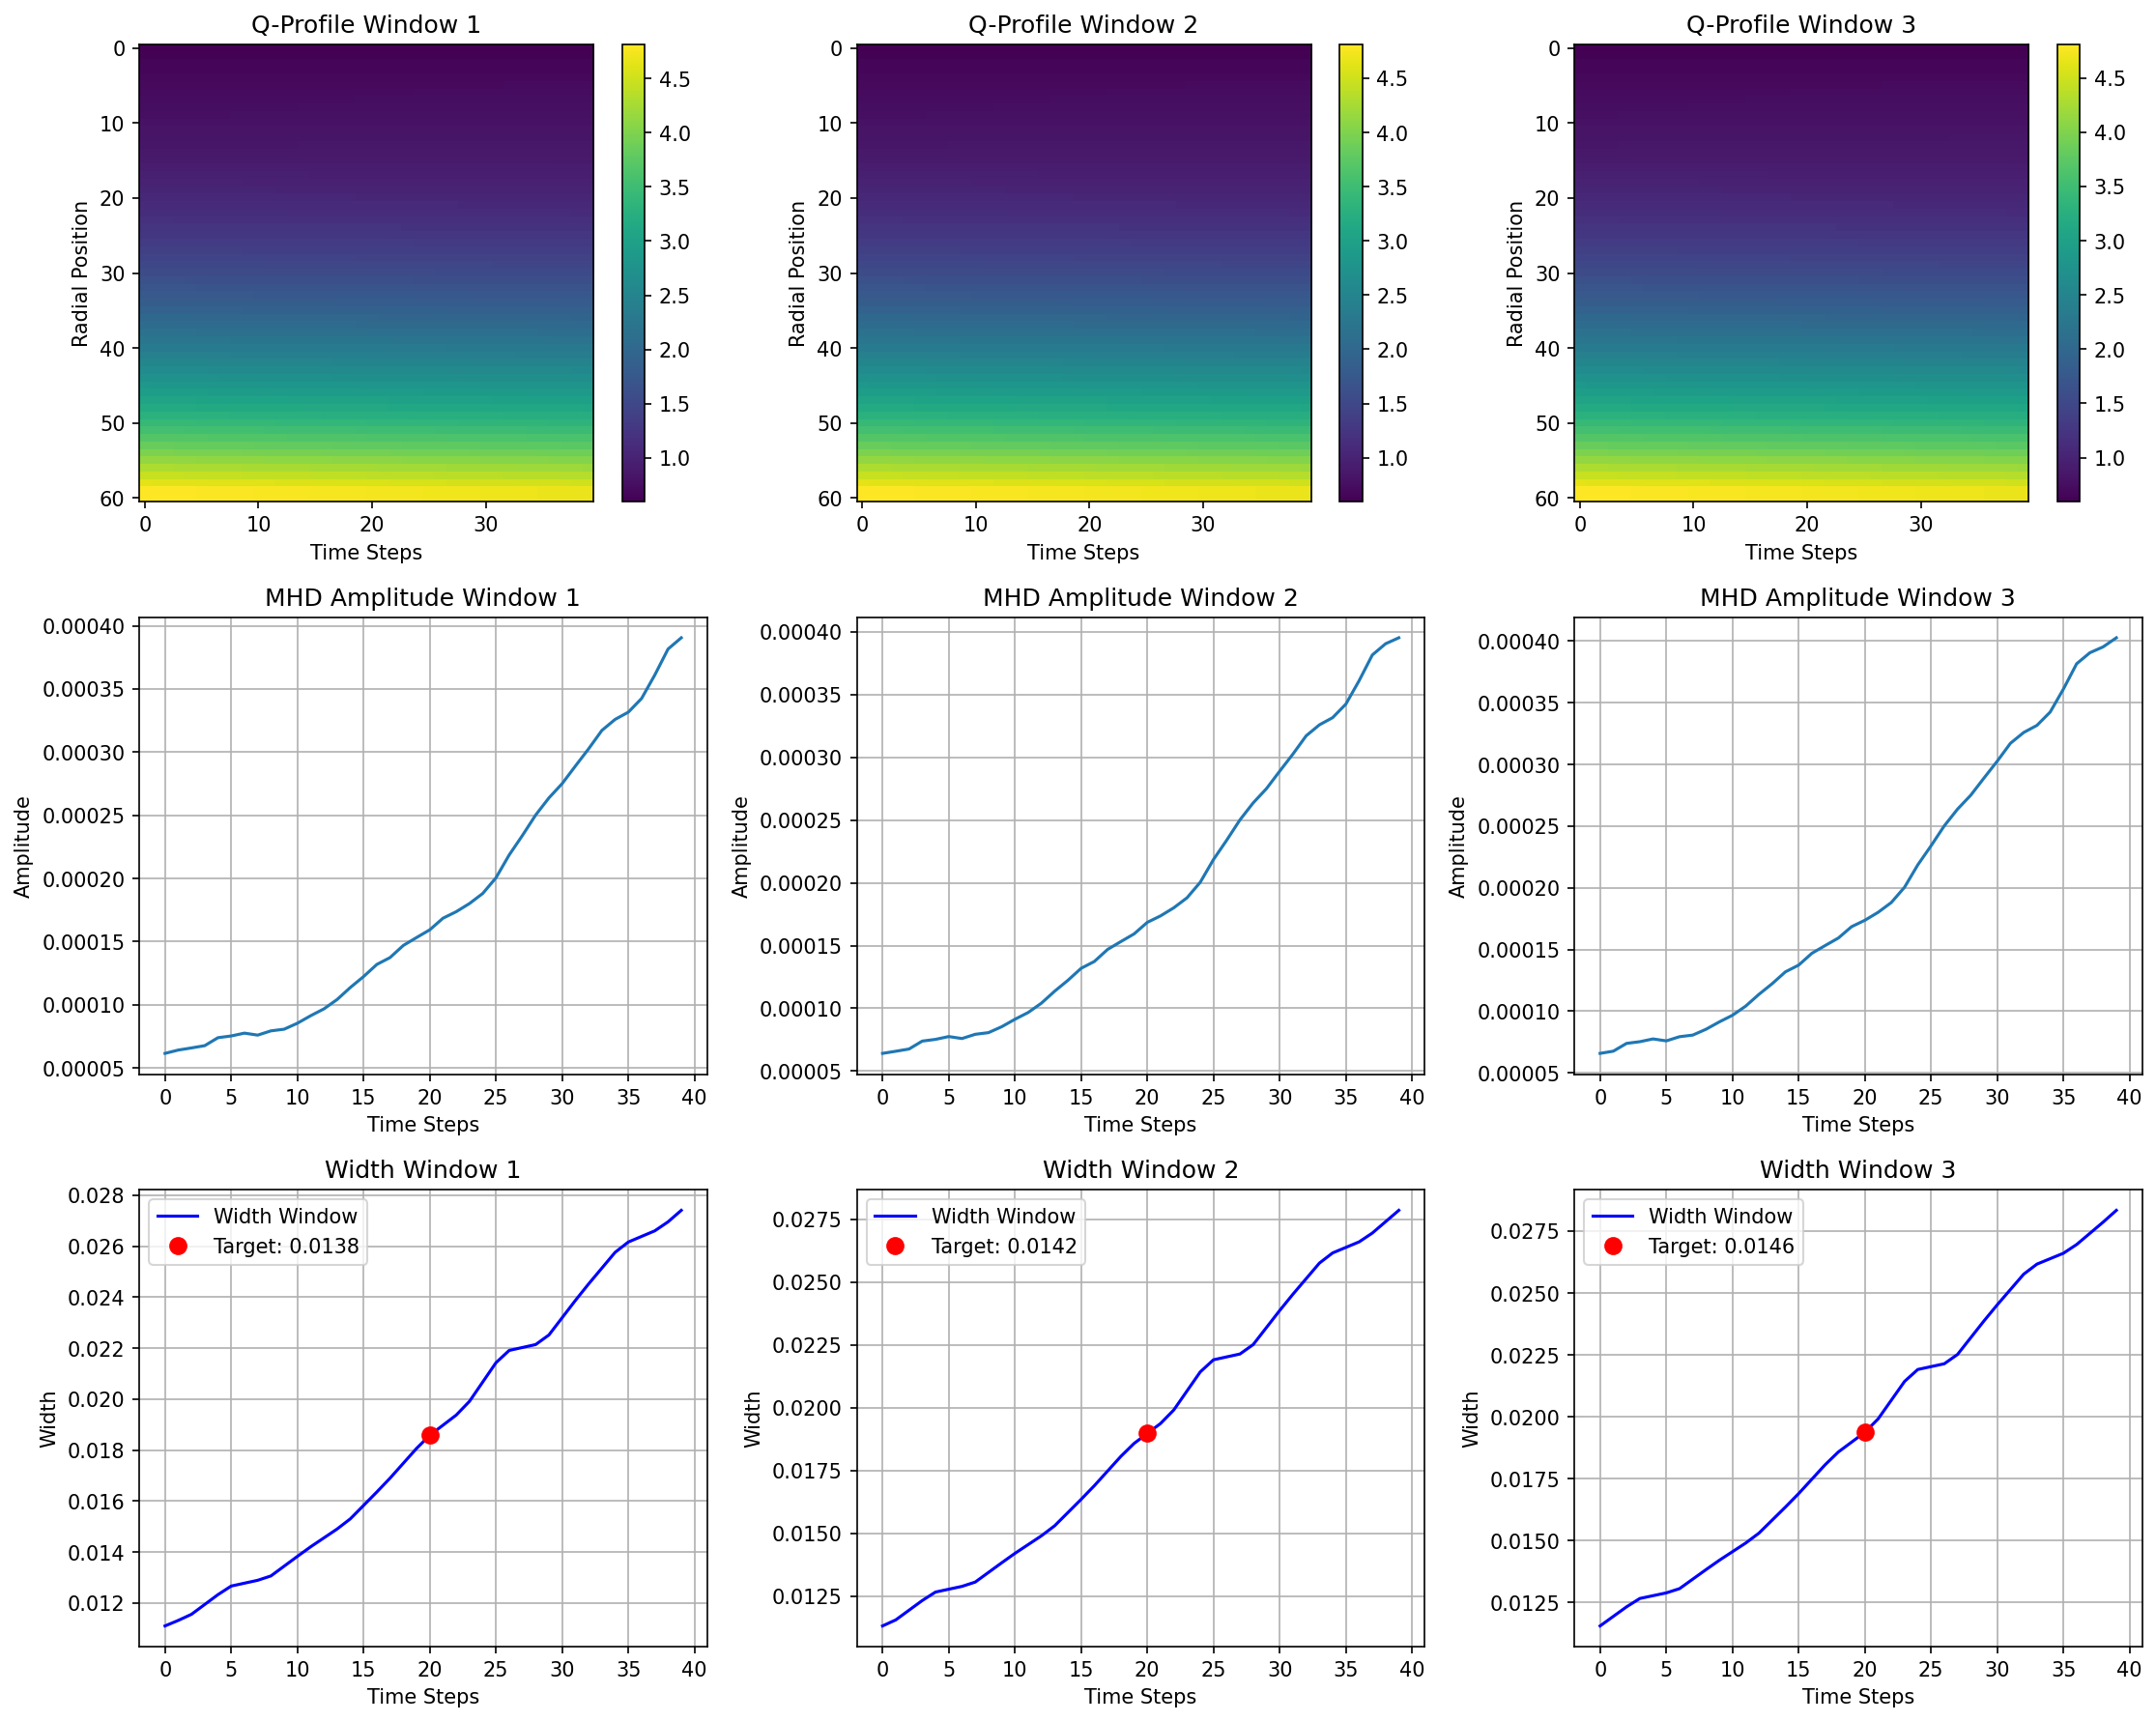 Q-Profile Window 1
0
10
20
30
40
50
60
Radial Position
0 10 20 30
Time Steps
4.5
4.0
3.5
3.0
2.5
2.0
1.5
1.0
Q-Profile Window 2
0
10
20
30
40
50
60
Radial Position
0 10 20 30
Time Steps
4.5
4.0
3.5
3.0
2.5
2.0
1.5
1.0
Q-Profile Window 3
0
10
20
30
40
50
60
Radial Position
0 10 20 30
Time Steps
4.5
4.0
3.5
3.0
2.5
2.0
1.5
1.0
MHD Amplitude Window 1
0.00040
0.00035
0.00030
0.00025
0.00020
0.00015
0.00010
0.00005
Amplitude
0 5 10 15 20 25 30 35 40
Time Steps
MHD Amplitude Window 2
0.00040
0.00035
0.00030
0.00025
0.00020
0.00015
0.00010
0.00005
Amplitude
0 5 10 15 20 25 30 35 40
Time Steps
MHD Amplitude Window 3
0.00040
0.00035
0.00030
0.00025
0.00020
0.00015
0.00010
0.00005
Amplitude
0 5 10 15 20 25 30 35 40
Time Steps
Width Window 1
Width Window
Target: 0.0138
0.028
0.026
0.024
0.022
0.020
0.018
0.016
0.014
0.012
Width
0 5 10 15 20 25 30 35 40
Time Steps
Width Window 2
Width Window
Target: 0.0142
0.0275
0.0250
0.0225
0.0200
0.0175
0.0150
0.0125
Width
0 5 10 15 20 25 30 35 40
Time Steps
Width Window 3
Width Window
Target: 0.0146
0.0275
0.0250
0.0225
0.0200
0.0175
0.0150
0.0125
Width
0 5 10 15 20 25 30 35 40
Time Steps